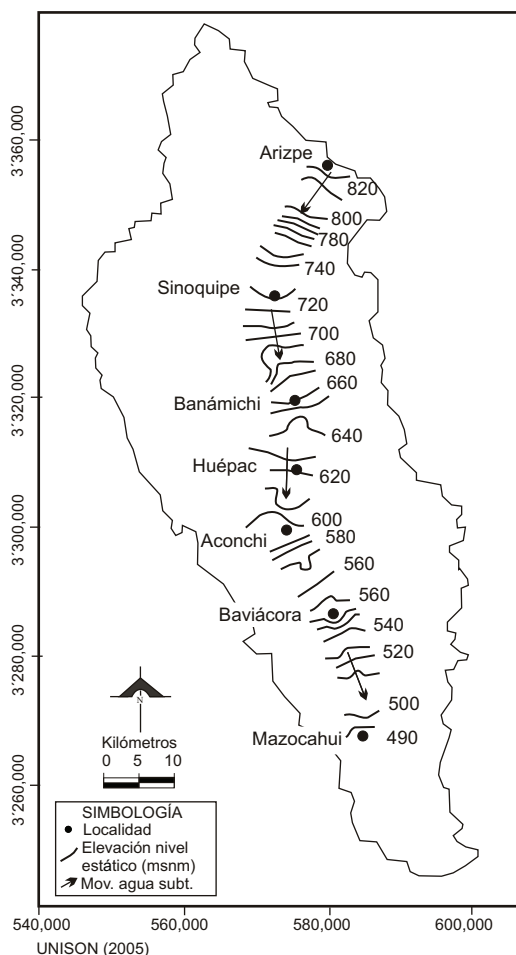 3'360,000
3'340,000
3'320,000
3'300,000
3'280,000
3'260,000
Arizpe
820
800
780
740
Sinoquipe
720
700
680
660
Banámichi
640
Huépac
620
600
Aconchi
580
560
560
Baviácora
540
520
500
Mazocahui
490
N
Kilómetros
0 5 10
SIMBOLOGÍA
Localidad
Elevación nivel
estático (msnm)
Mov. agua subt.
540,000 560,000 580,000 600,000
UNISON (2005)